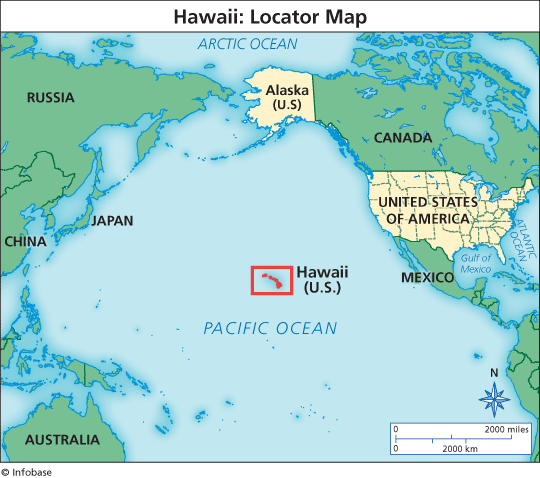 Hawaii: Locator Map
ARCTIC OCEAN
RUSSIA
Alaska
(U.S)
CANADA
UNITED STATES
OF AMERICA
JAPAN
CHINA
ATLANTIC
OCEAN
Gulf of
Mexico
MEXICO
Hawaii
(U.S.)
PACIFIC OCEAN
N
AUSTRALIA
0 2000 miles
0 2000 km
© Infobase